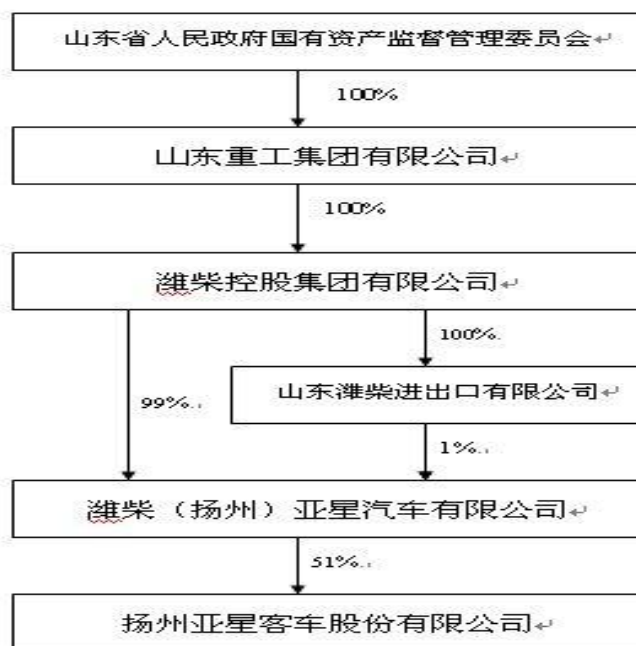 山东省人民政府国有资产监督管理委员会↵
100%
山东重工集团有限公司↵
100%
潍柴控股集团有限公司↵
100%.
山东潍柴进出口有限公司↵
99%..
1%..
潍柴（扬州）亚星汽车有限公司↵
51%..
扬州亚星客车股份有限公司↵